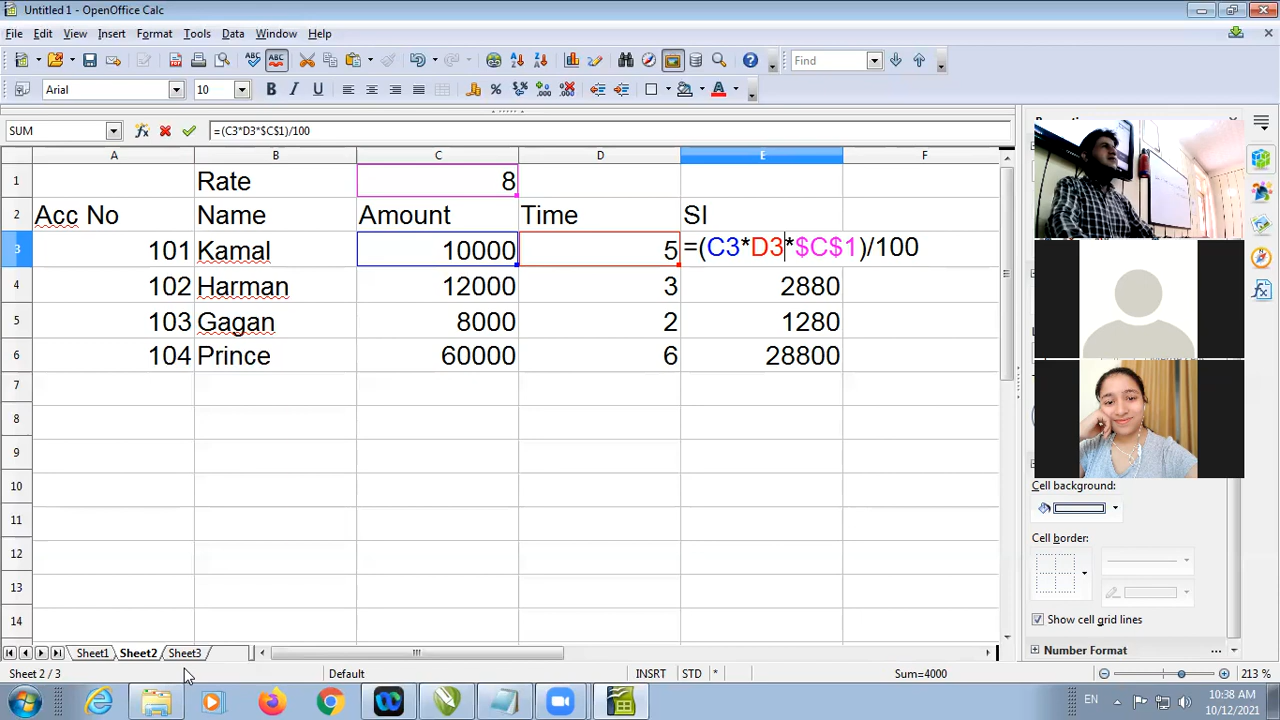 Untitled 1 - OpenOffice Calc
File Edit View Insert Format Tools Data Window Help
Find
Arial 10
SUM =(C3*D3*$C$1)/100
A B C D E F
1 Rate 8
2 Acc No Name Amount Time SI
3 101 Kamal 10000 5 =(C3*D3*$C$1)/100
4 102 Harman 12000 3 2880
5 103 Gagan 8000 2 1280
6 104 Prince 60000 6 28800
7
8
9
10
11
12
13
14
Cell background:
Cell border:
Show cell grid lines
Number Format
Sheet1 Sheet2 Sheet3
Sheet 2 / 3 Default INSRT STD * Sum=4000 213 %
EN 10:38 AM
10/12/2021